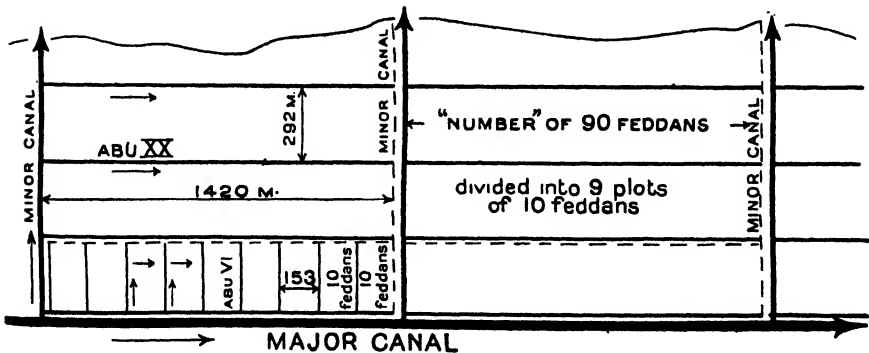 MINOR CANAL
292 M.
MINOR CANAL
"NUMBER" OF 90 FEDDANS
MINOR CANAL
ABU XX
1420 M.
divided into 9 plots
of 10 feddans
ABU VI
153
10
feddans
10
feddans
MAJOR CANAL